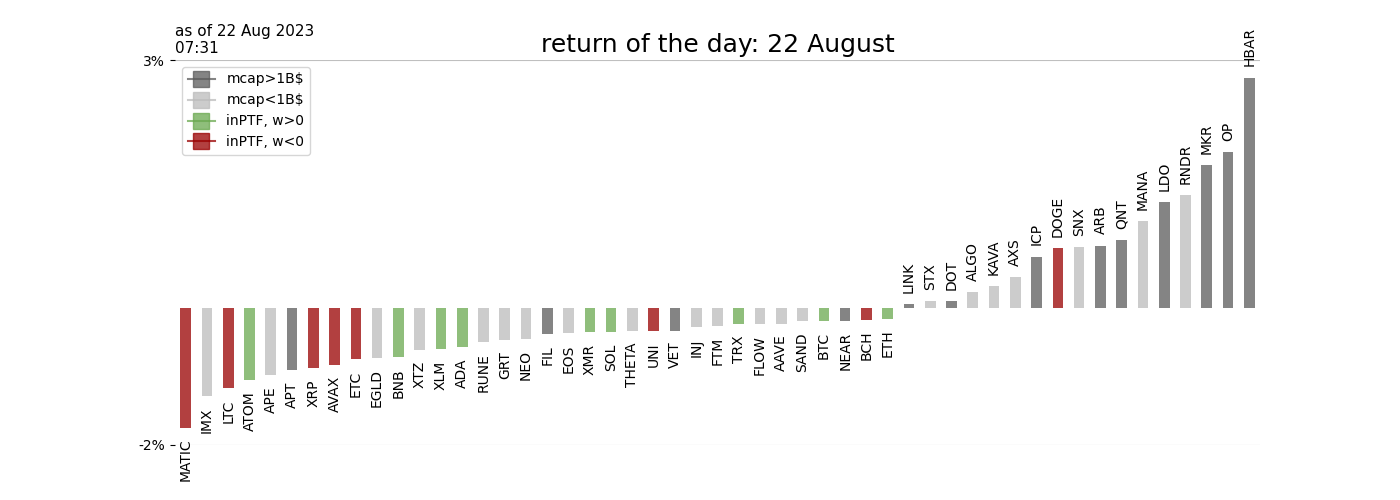 as of 22 Aug 2023
07:31
return of the day: 22 August
3%
mcap>1B$
mcap<1B$
inPTF, w>0
inPTF, w<0
-2%
MATIC
IMX
LTC
ATOM
APE
APT
XRP
AVAX
ETC
EGLD
BNB
XTZ
XLM
ADA
RUNE
GRT
NEO
FIL
EOS
XMR
SOL
THETA
UNI
VET
INJ
FTM
TRX
FLOW
AAVE
SAND
BTC
NEAR
BCH
ETH
LINK
STX
DOT
ALGO
KAVA
AXS
ICP
DOGE
SNX
ARB
QNT
MANA
LDO
RNDR
MKR
OP
HBAR